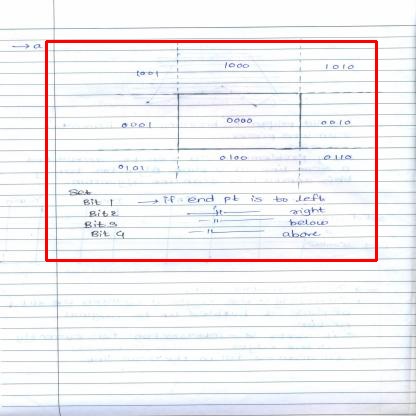 → a
1001 1000 1010
0001 0000 0010
0101 0100 0110
Set
Bit 1 → if end pt is to left
Bit 2 —— " —— right
Bit 3 —— " —— below
Bit 4 —— " —— above